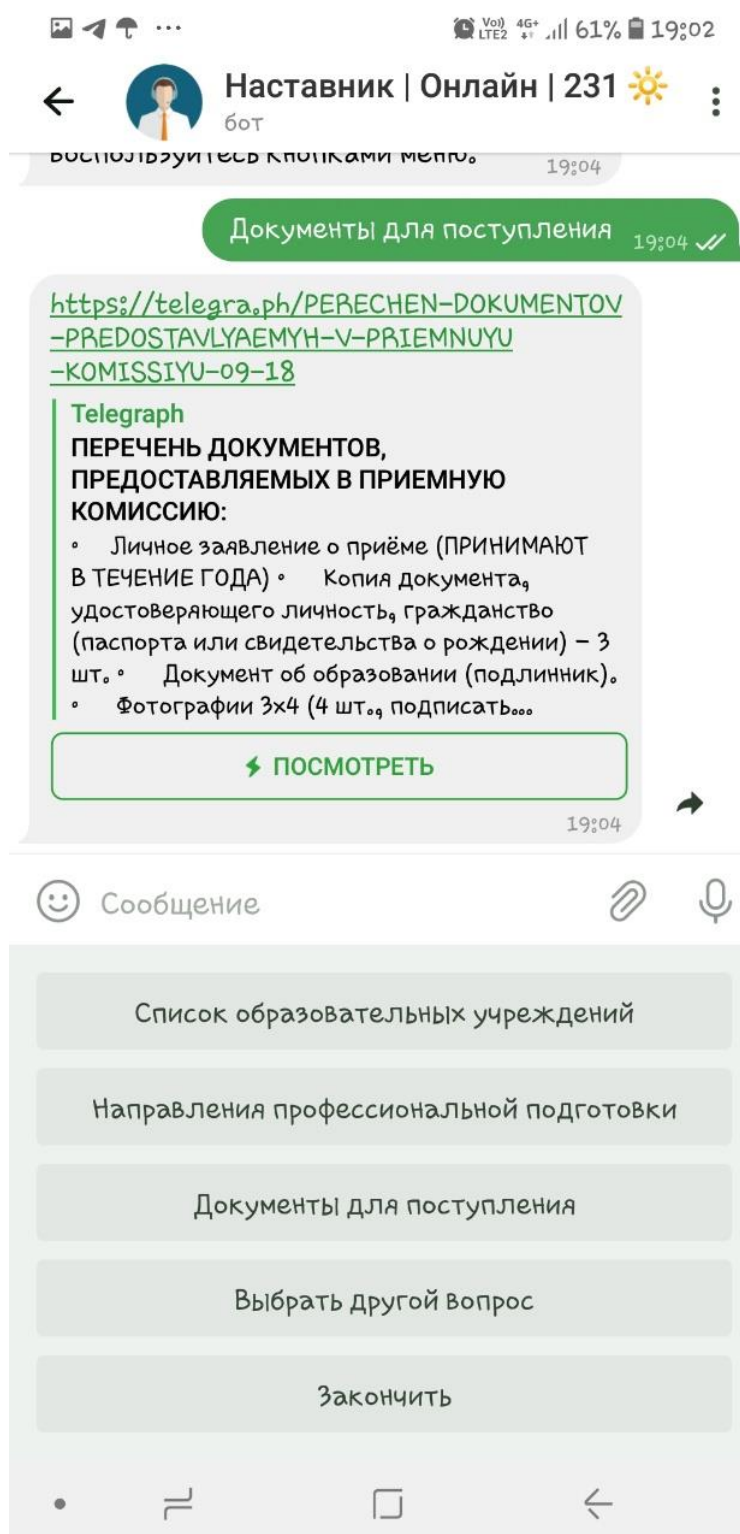 Vo)) LTE2 4G+ 61% 19:02
Наставник | Онлайн | 231
бот
воспользуйтесь кнопками меню.
19:04
Документы для поступления
19:04
https://telegra.ph/PERECHEN-DOKUMENTOV
-PREDOSTAVLYAEMYH-V-PRIEMNUYU
-KOMISSIYU-09-18
Telegraph
ПЕРЕЧЕНЬ ДОКУМЕНТОВ,
ПРЕДОСТАВЛЯЕМЫХ В ПРИЕМНУЮ
КОМИССИЮ:
• Личное заявление о приёме (ПРИНИМАЮТ
В ТЕЧЕНИЕ ГОДА) • Копия документа,
удостоверяющего личность, гражданство
(паспорта или свидетельства о рождении) – 3
шт. • Документ об образовании (подлинник).
• Фотографии 3х4 (4 шт., подписать...
ПОСМОТРЕТЬ
19:04
Сообщение
Список образовательных учреждений
Направления профессиональной подготовки
Документы для поступления
Выбрать другой вопрос
Закончить